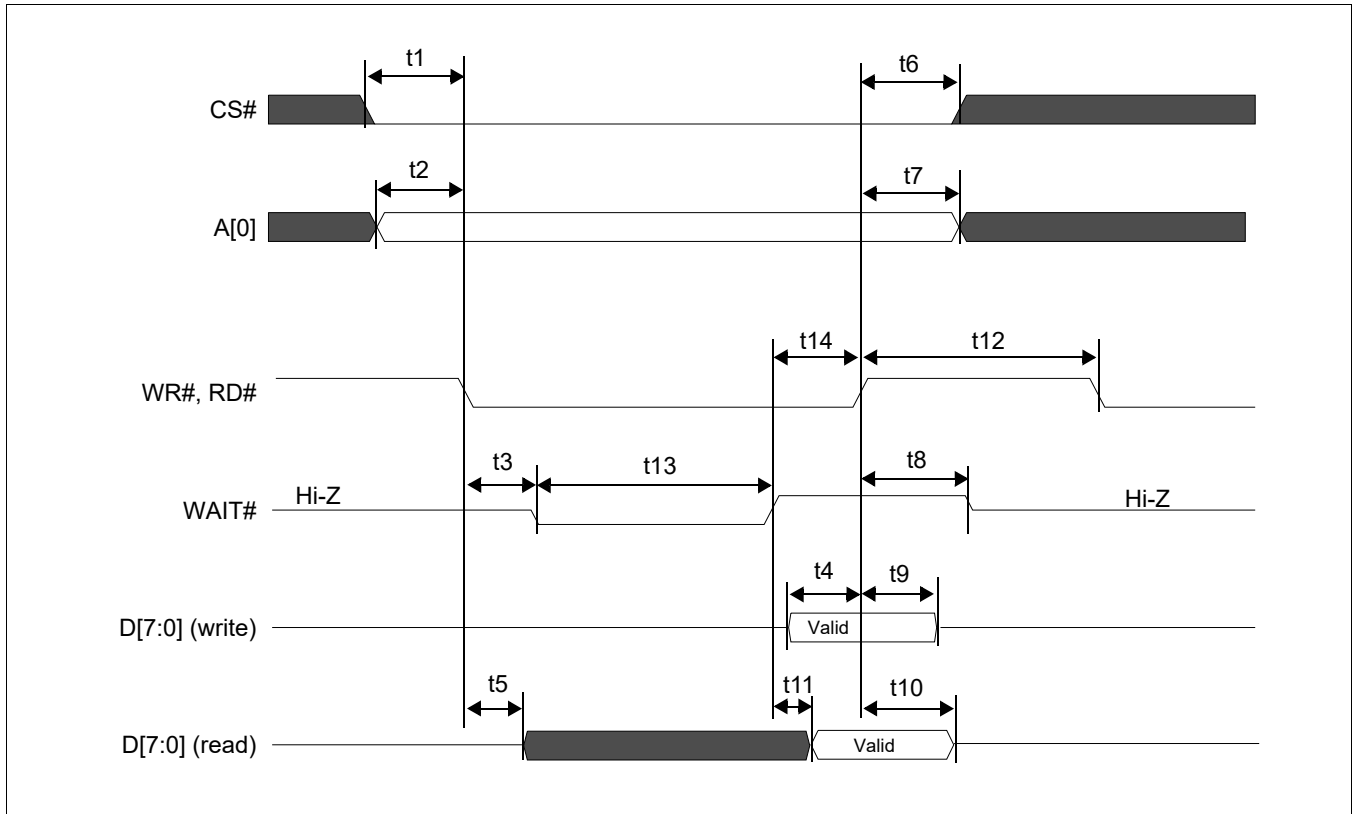 t1
t6
CS#
t2
t7
A[0]
t14
t12
WR#, RD#
t3
t13
t8
Hi-Z
Hi-Z
WAIT#
t4
t9
D[7:0] (write)
Valid
t5
t11
t10
D[7:0] (read)
Valid